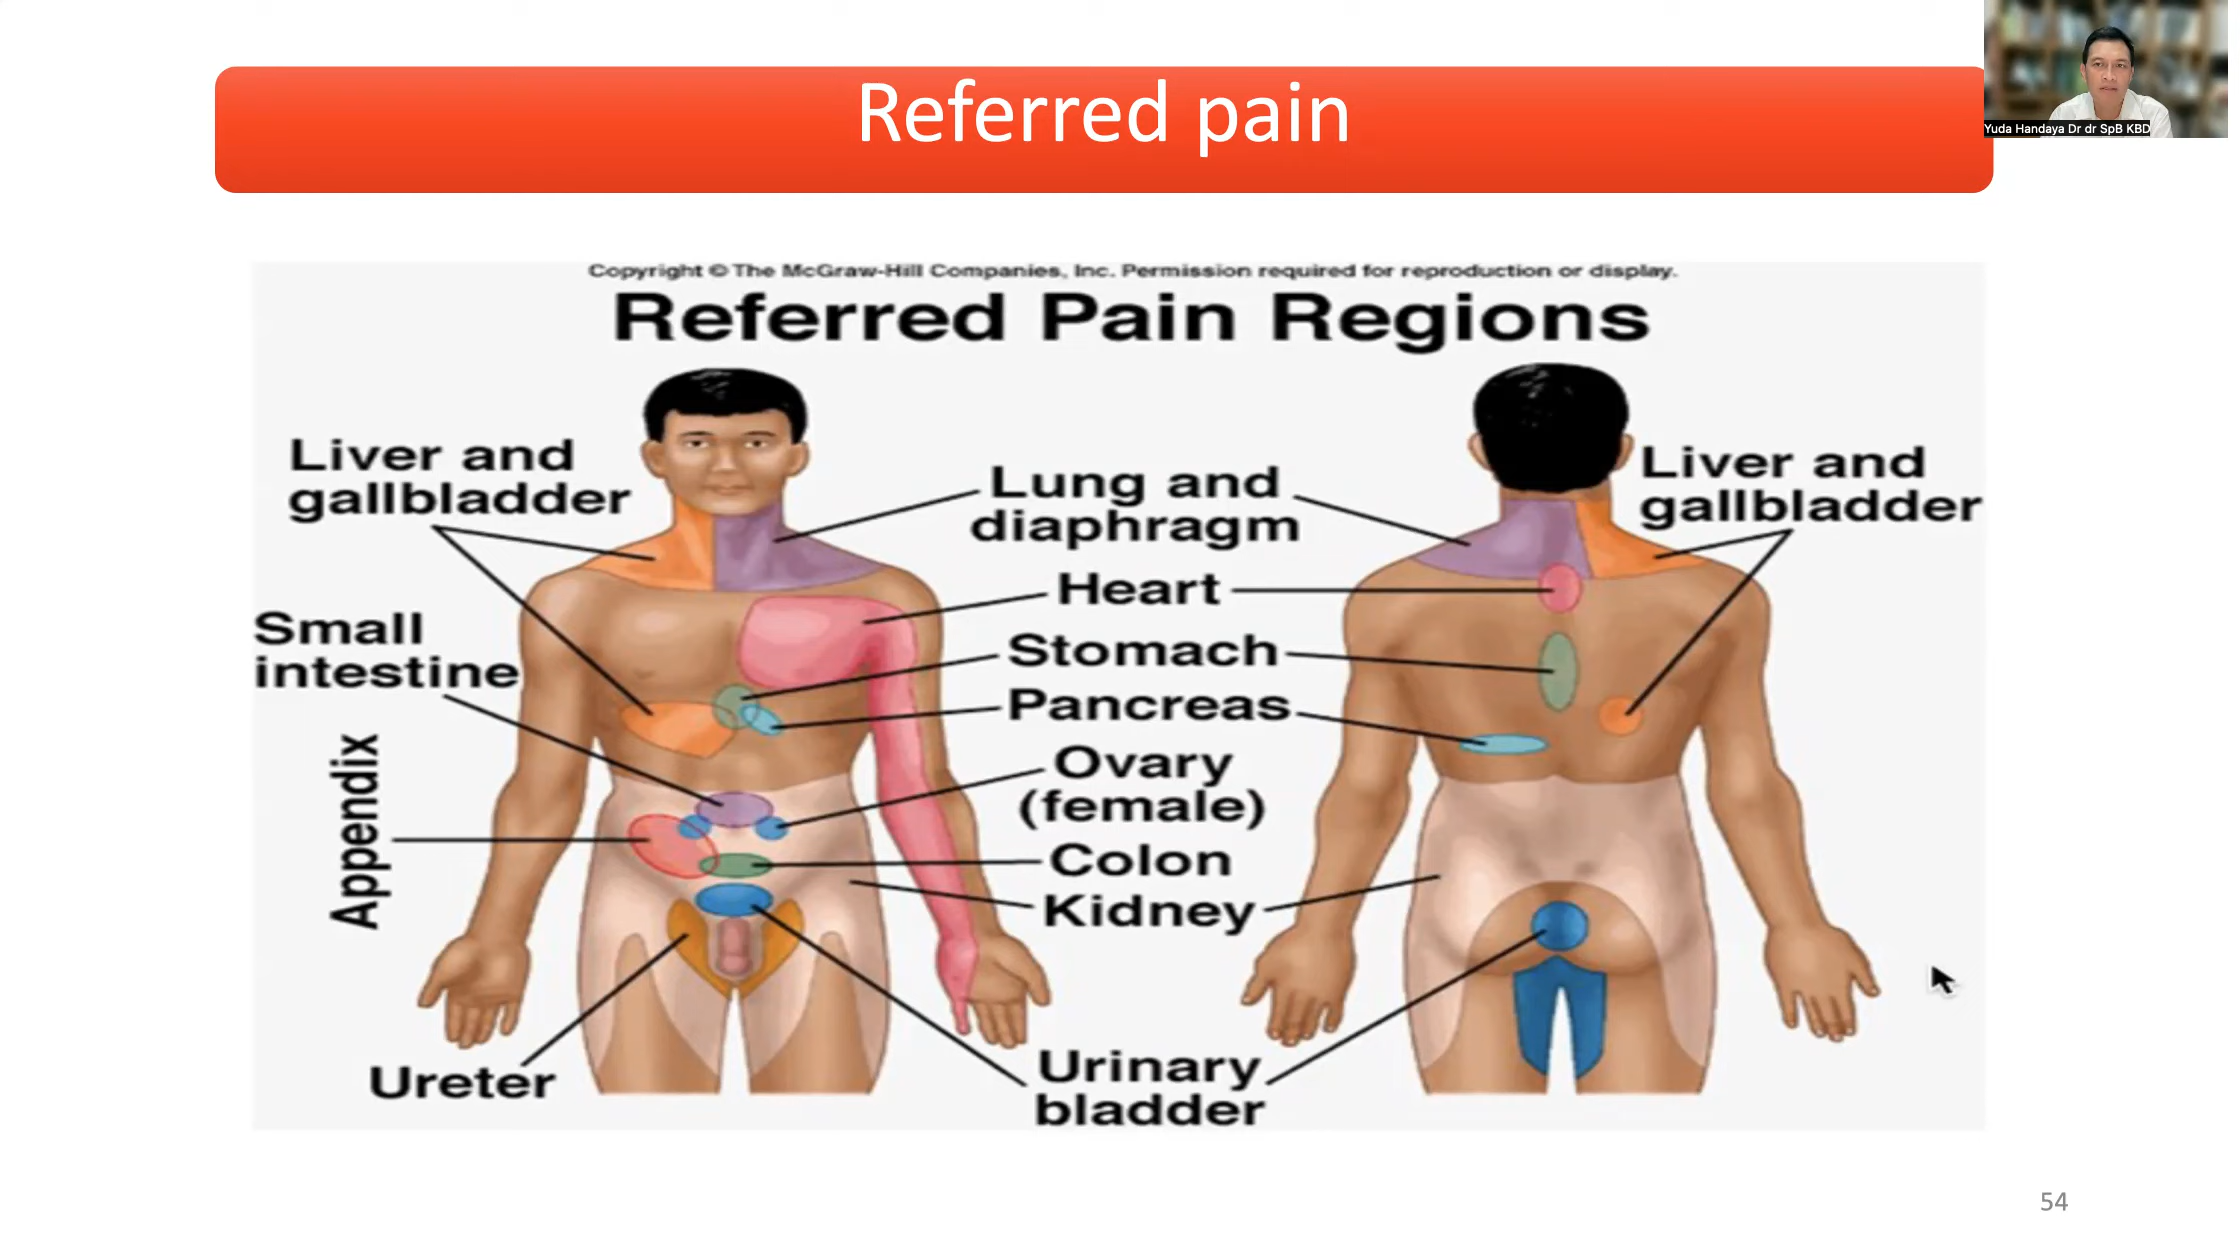 Referred pain
Yuda Handaya Dr dr SpB KBD
Copyright © The McGraw-Hill Companies, Inc. Permission required for reproduction or display.
Referred Pain Regions
Liver and
gallbladder
Lung and
diaphragm
Liver and
gallbladder
Heart
Small
intestine
Stomach
Pancreas
Appendix
Ovary
(female)
Colon
Kidney
Ureter
Urinary
bladder
54